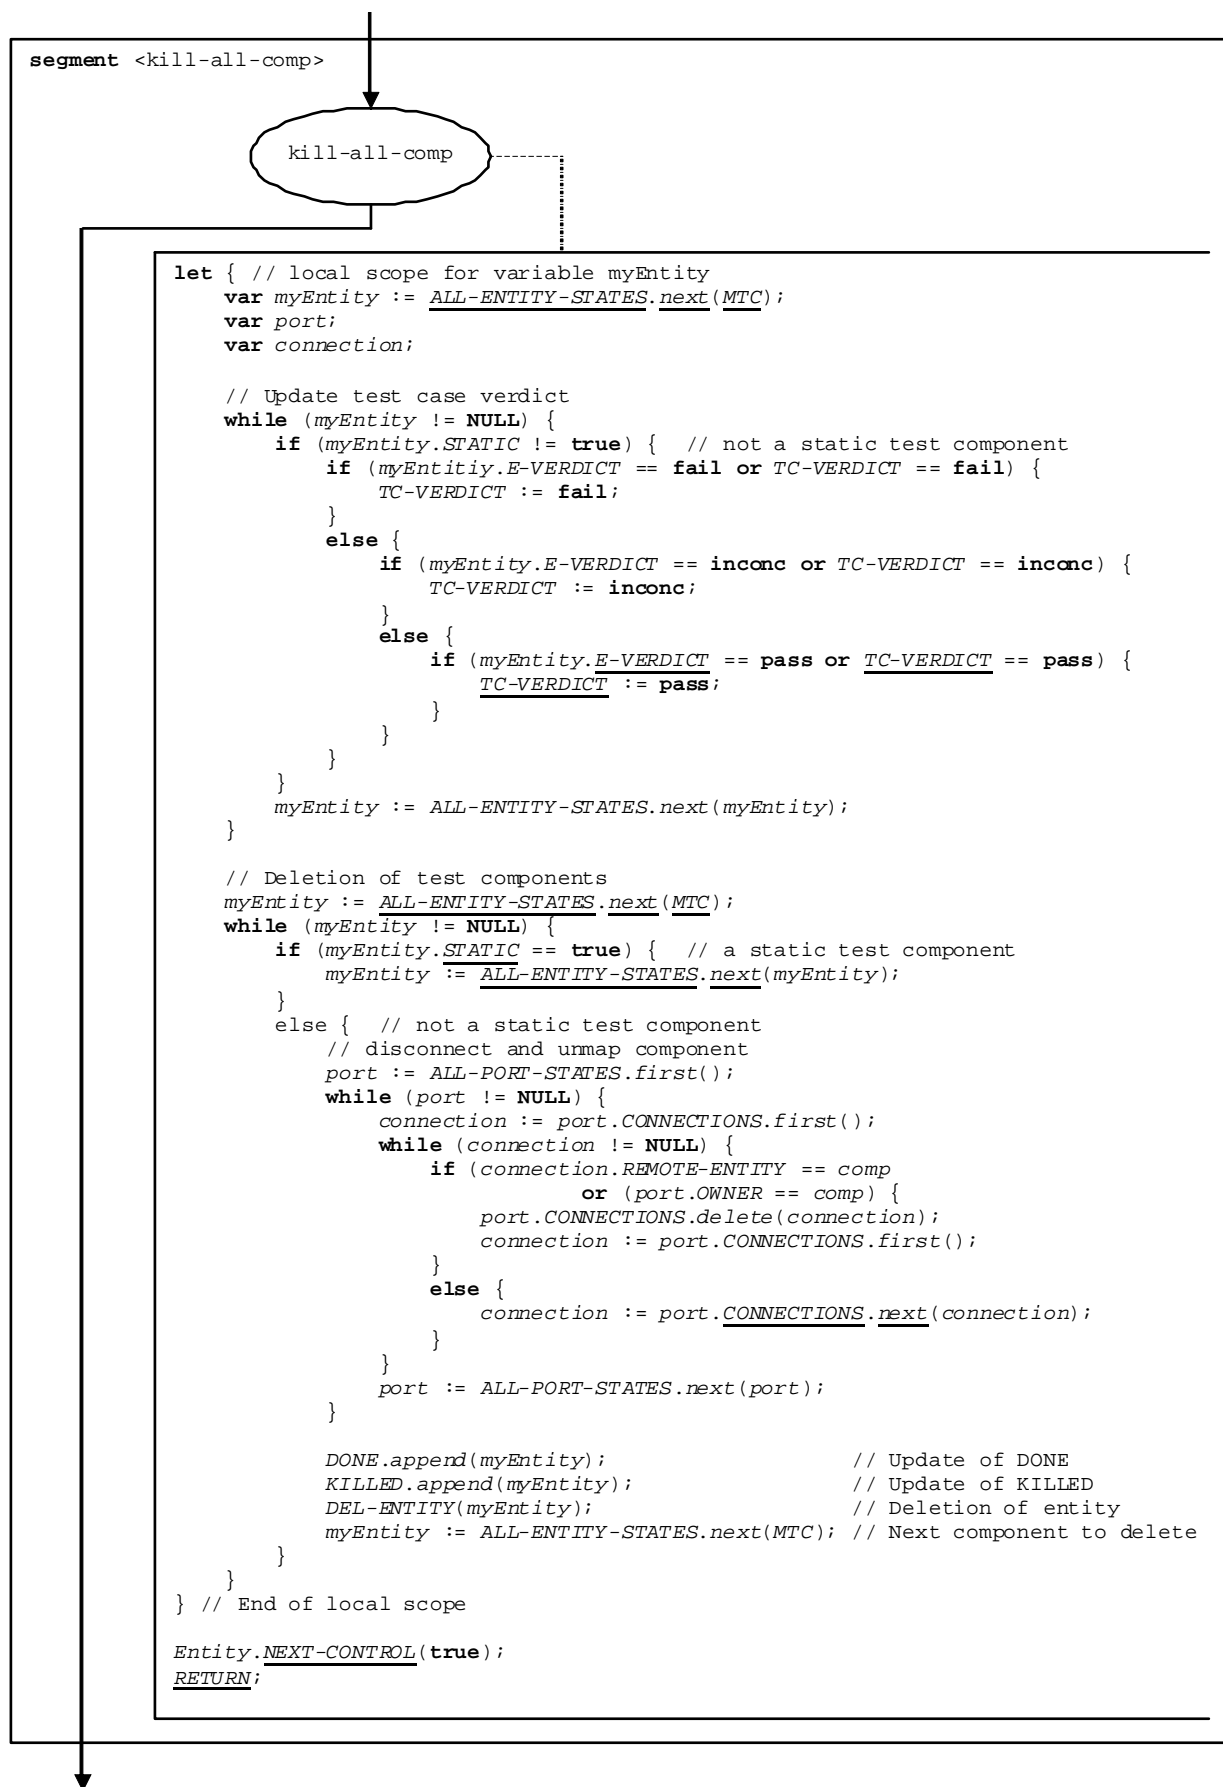 segment <kill-all-comp>
kill-all-comp
let { // local scope for variable myEntity
    var myEntity := ALL-ENTITY-STATES.next(MTC);
    var port;
    var connection;

    // Update test case verdict
    while (myEntity != NULL) {
        if (myEntity.STATIC != true) {  // not a static test component
            if (myEntitiy.E-VERDICT == fail or TC-VERDICT == fail) {
                TC-VERDICT := fail;
            }
            else {
                if (myEntity.E-VERDICT == inconc or TC-VERDICT == inconc) {
                    TC-VERDICT := inconc;
                }
                else {
                    if (myEntity.E-VERDICT == pass or TC-VERDICT == pass) {
                        TC-VERDICT := pass;
                    }
                }
            }
        }
        myEntity := ALL-ENTITY-STATES.next(myEntity);
    }

    // Deletion of test components
    myEntity := ALL-ENTITY-STATES.next(MTC);
    while (myEntity != NULL) {
        if (myEntity.STATIC == true) {  // a static test component
            myEntity := ALL-ENTITY-STATES.next(myEntity);
        }
        else {  // not a static test component
            // disconnect and unmap component
            port := ALL-PORT-STATES.first();
            while (port != NULL) {
                connection := port.CONNECTIONS.first();
                while (connection != NULL) {
                    if (connection.REMOTE-ENTITY == comp
                                or (port.OWNER == comp) {
                        port.CONNECTIONS.delete(connection);
                        connection := port.CONNECTIONS.first();
                    }
                    else {
                        connection := port.CONNECTIONS.next(connection);
                    }
                }
                port := ALL-PORT-STATES.next(port);
            }

            DONE.append(myEntity);                   // Update of DONE
            KILLED.append(myEntity);                 // Update of KILLED
            DEL-ENTITY(myEntity);                    // Deletion of entity
            myEntity := ALL-ENTITY-STATES.next(MTC); // Next component to delete
        }
    }
} // End of local scope

Entity.NEXT-CONTROL(true);
RETURN;